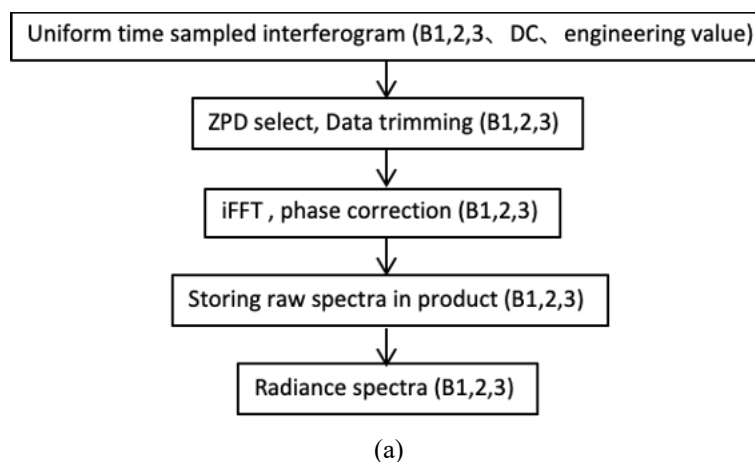 Uniform time sampled interferogram (B1,2,3、 DC、 engineering value)
ZPD select, Data trimming (B1,2,3)
iFFT , phase correction (B1,2,3)
Storing raw spectra in product (B1,2,3)
Radiance spectra (B1,2,3)
(a)